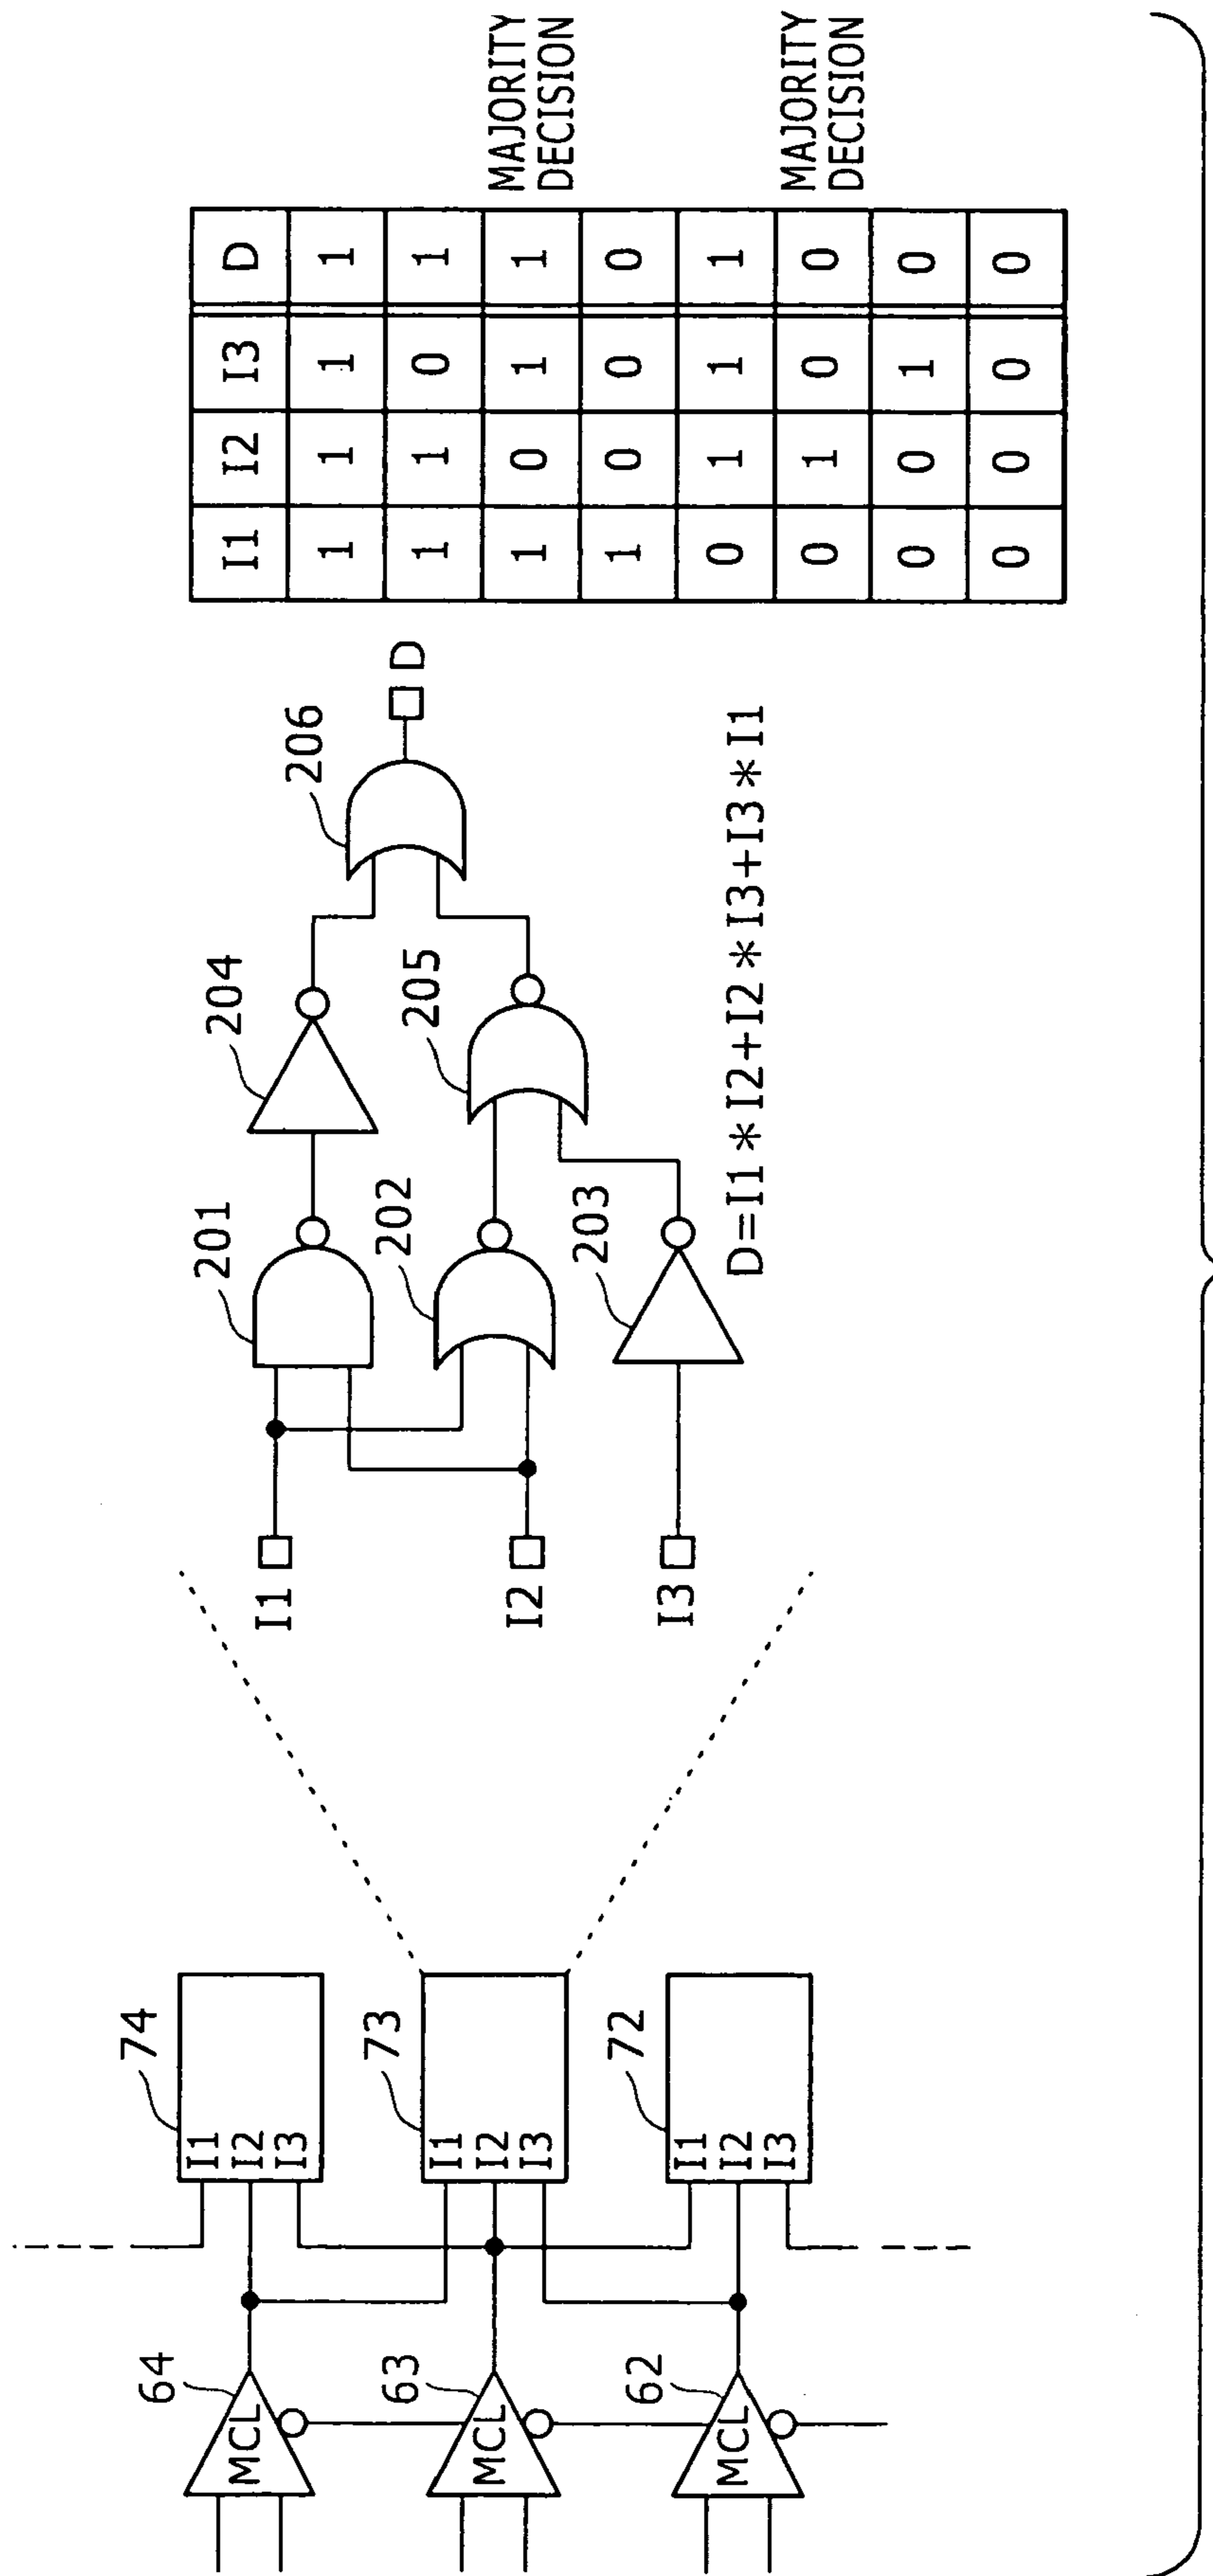 74
I1
I2
I3
64
MCL
73
I1
I2
I3
63
MCL
72
I1
I2
I3
62
MCL
I1
I2
I3
201
202
203
204
205
206
D
D=I1*I2+I2*I3+I3*I1
I1 I2 I3 D
1 1 1 1
1 1 0 1
1 0 1 1
MAJORITY
DECISION
1 0 0 0
0 1 1 1
0 1 0 0
MAJORITY
DECISION
0 0 1 0
0 0 0 0